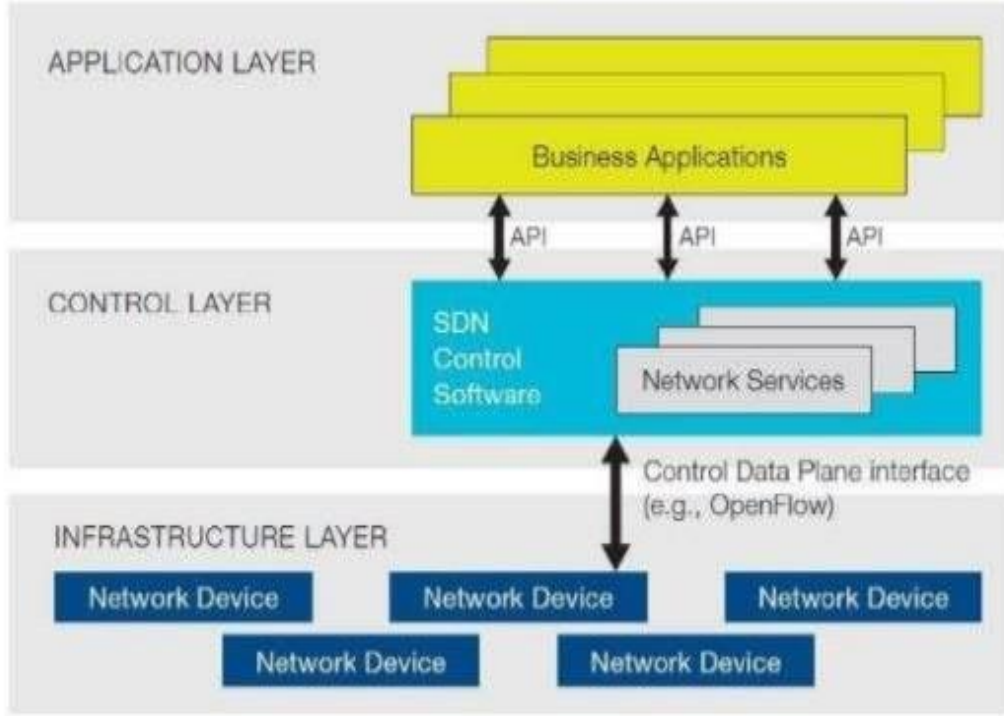 APPLICATION LAYER
Business Applications
API
API
API
CONTROL LAYER
SDN
Control
Software
Network Services
Control Data Plane interface
(e.g., OpenFlow)
INFRASTRUCTURE LAYER
Network Device
Network Device
Network Device
Network Device
Network Device